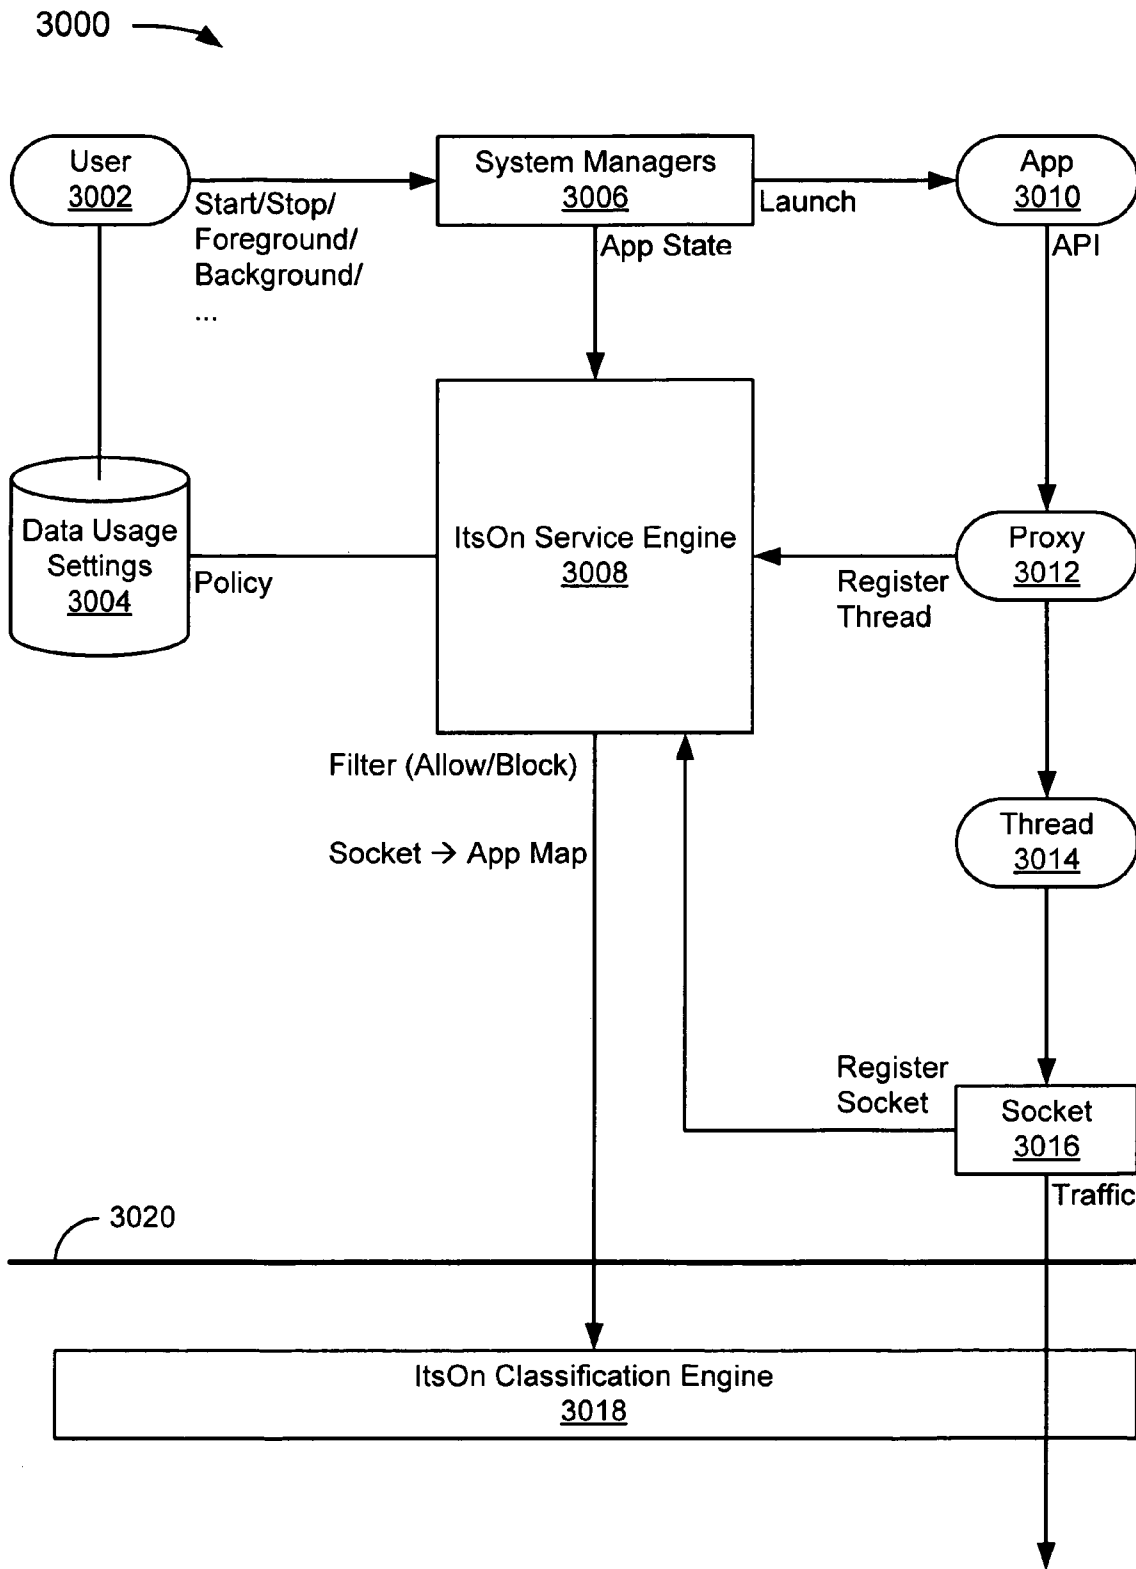 3000
User
3002
System Managers
3006
App
3010
Start/Stop/
Foreground/
Background/
...
Launch
App State
API
Data Usage
Settings
3004
Policy
ItsOn Service Engine
3008
Proxy
3012
Register
Thread
Filter (Allow/Block)
Socket → App Map
Thread
3014
Register
Socket
Socket
3016
Traffic
3020
ItsOn Classification Engine
3018